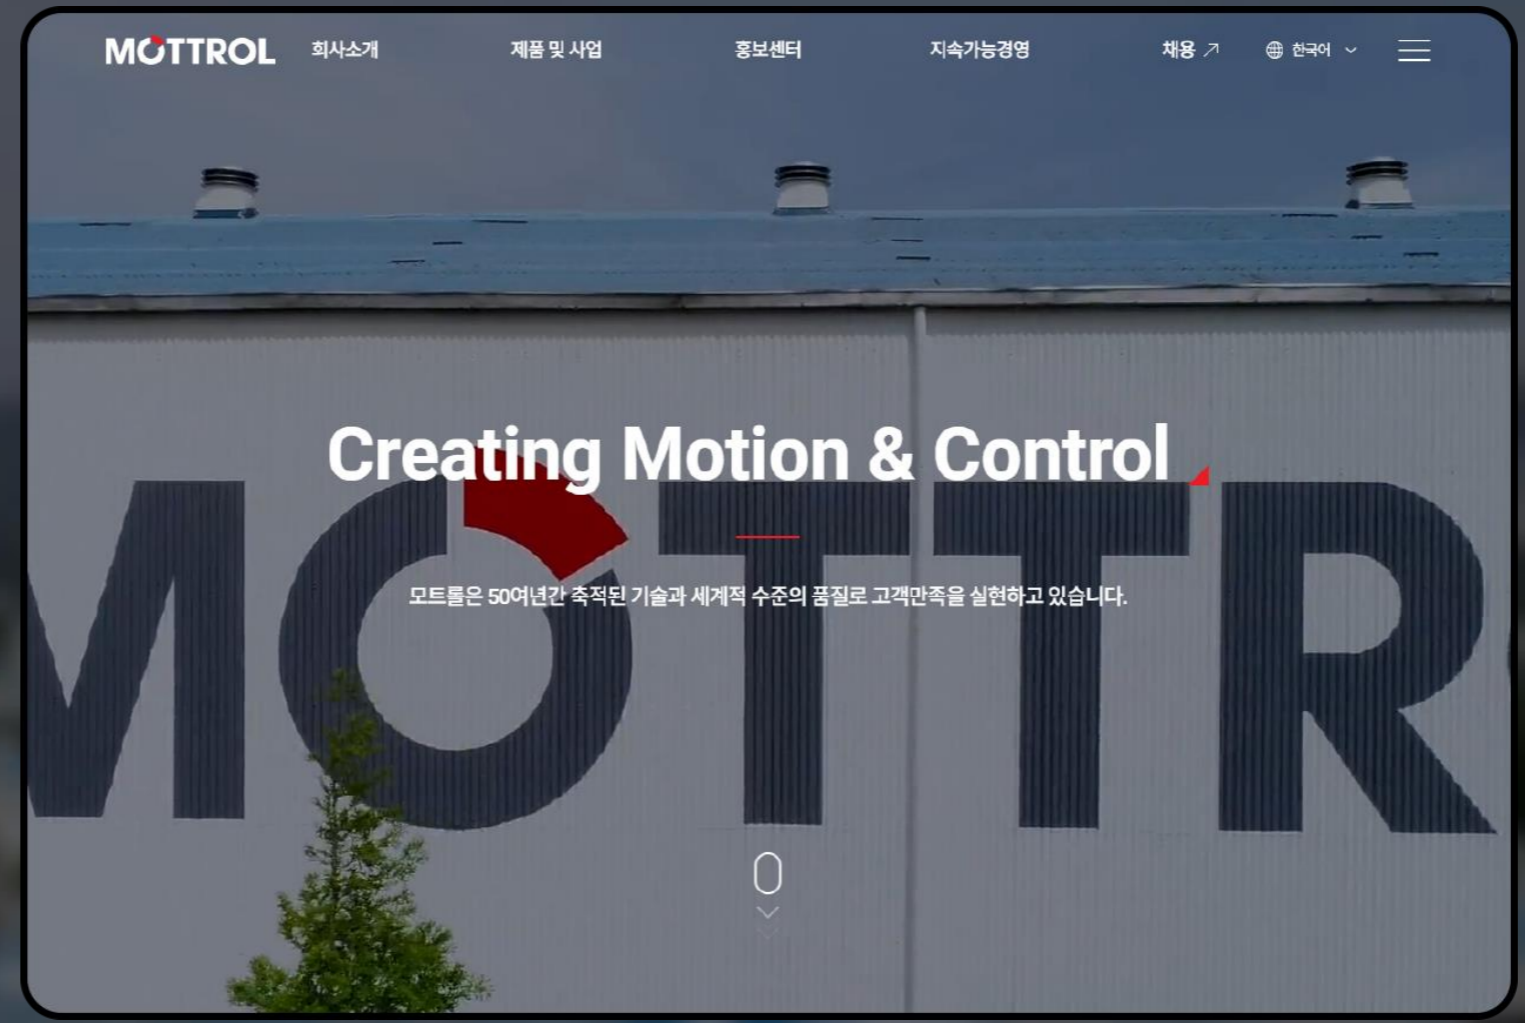 MOTTROL
회사소개
제품 및 사업
홍보센터
지속가능경영
채용
한국어
Creating Motion & Control
모트롤은 50여년간 축적된 기술과 세계적 수준의 품질로 고객만족을 실현하고 있습니다.
MOTTR